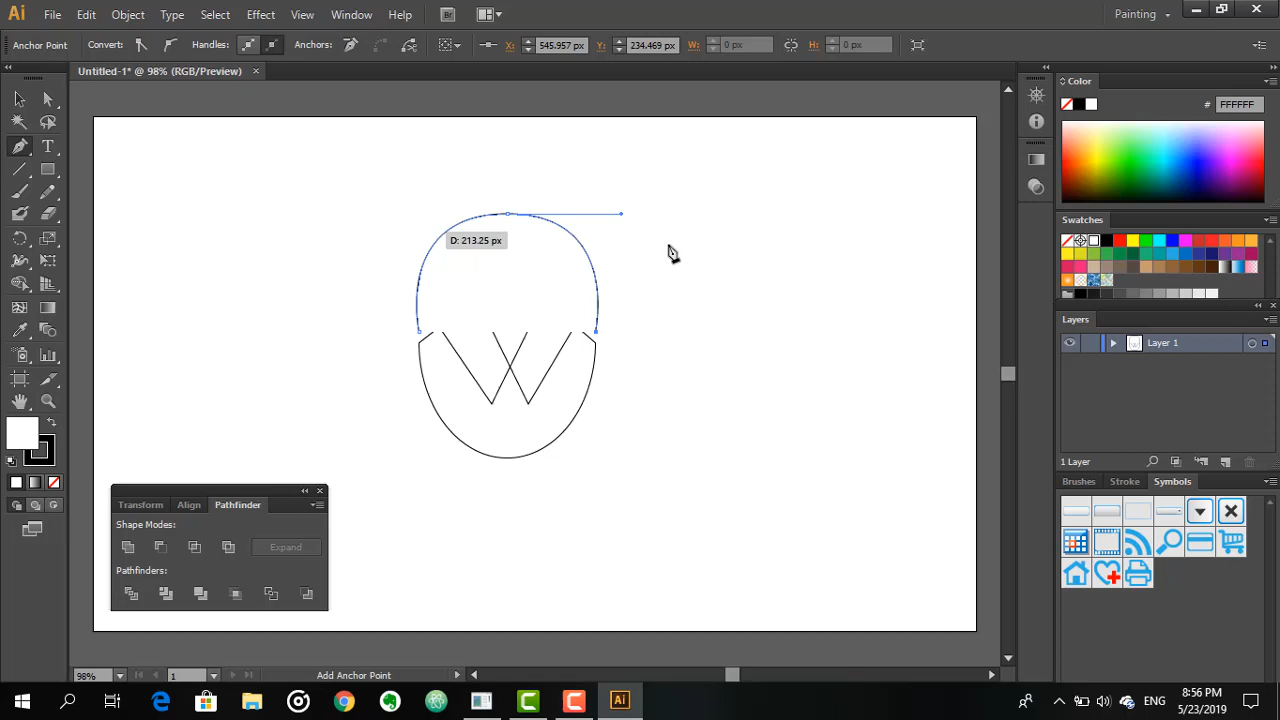 Ai File Edit Object Type Select Effect View Window Help Br Painting
Anchor Point Convert: Handles: Anchors: X: 545.957 px Y: 234.469 px W: 0 px H: 0 px
Untitled-1* @ 98% (RGB/Preview)
Color
# FFFFFF
Swatches
D: 213.25 px
Layers
Layer 1
1 Layer
Brushes Stroke Symbols
Transform Align Pathfinder
Shape Modes:
Expand
Pathfinders:
98% 1 Add Anchor Point
Ai ENG 8:56 PM
5/23/2019